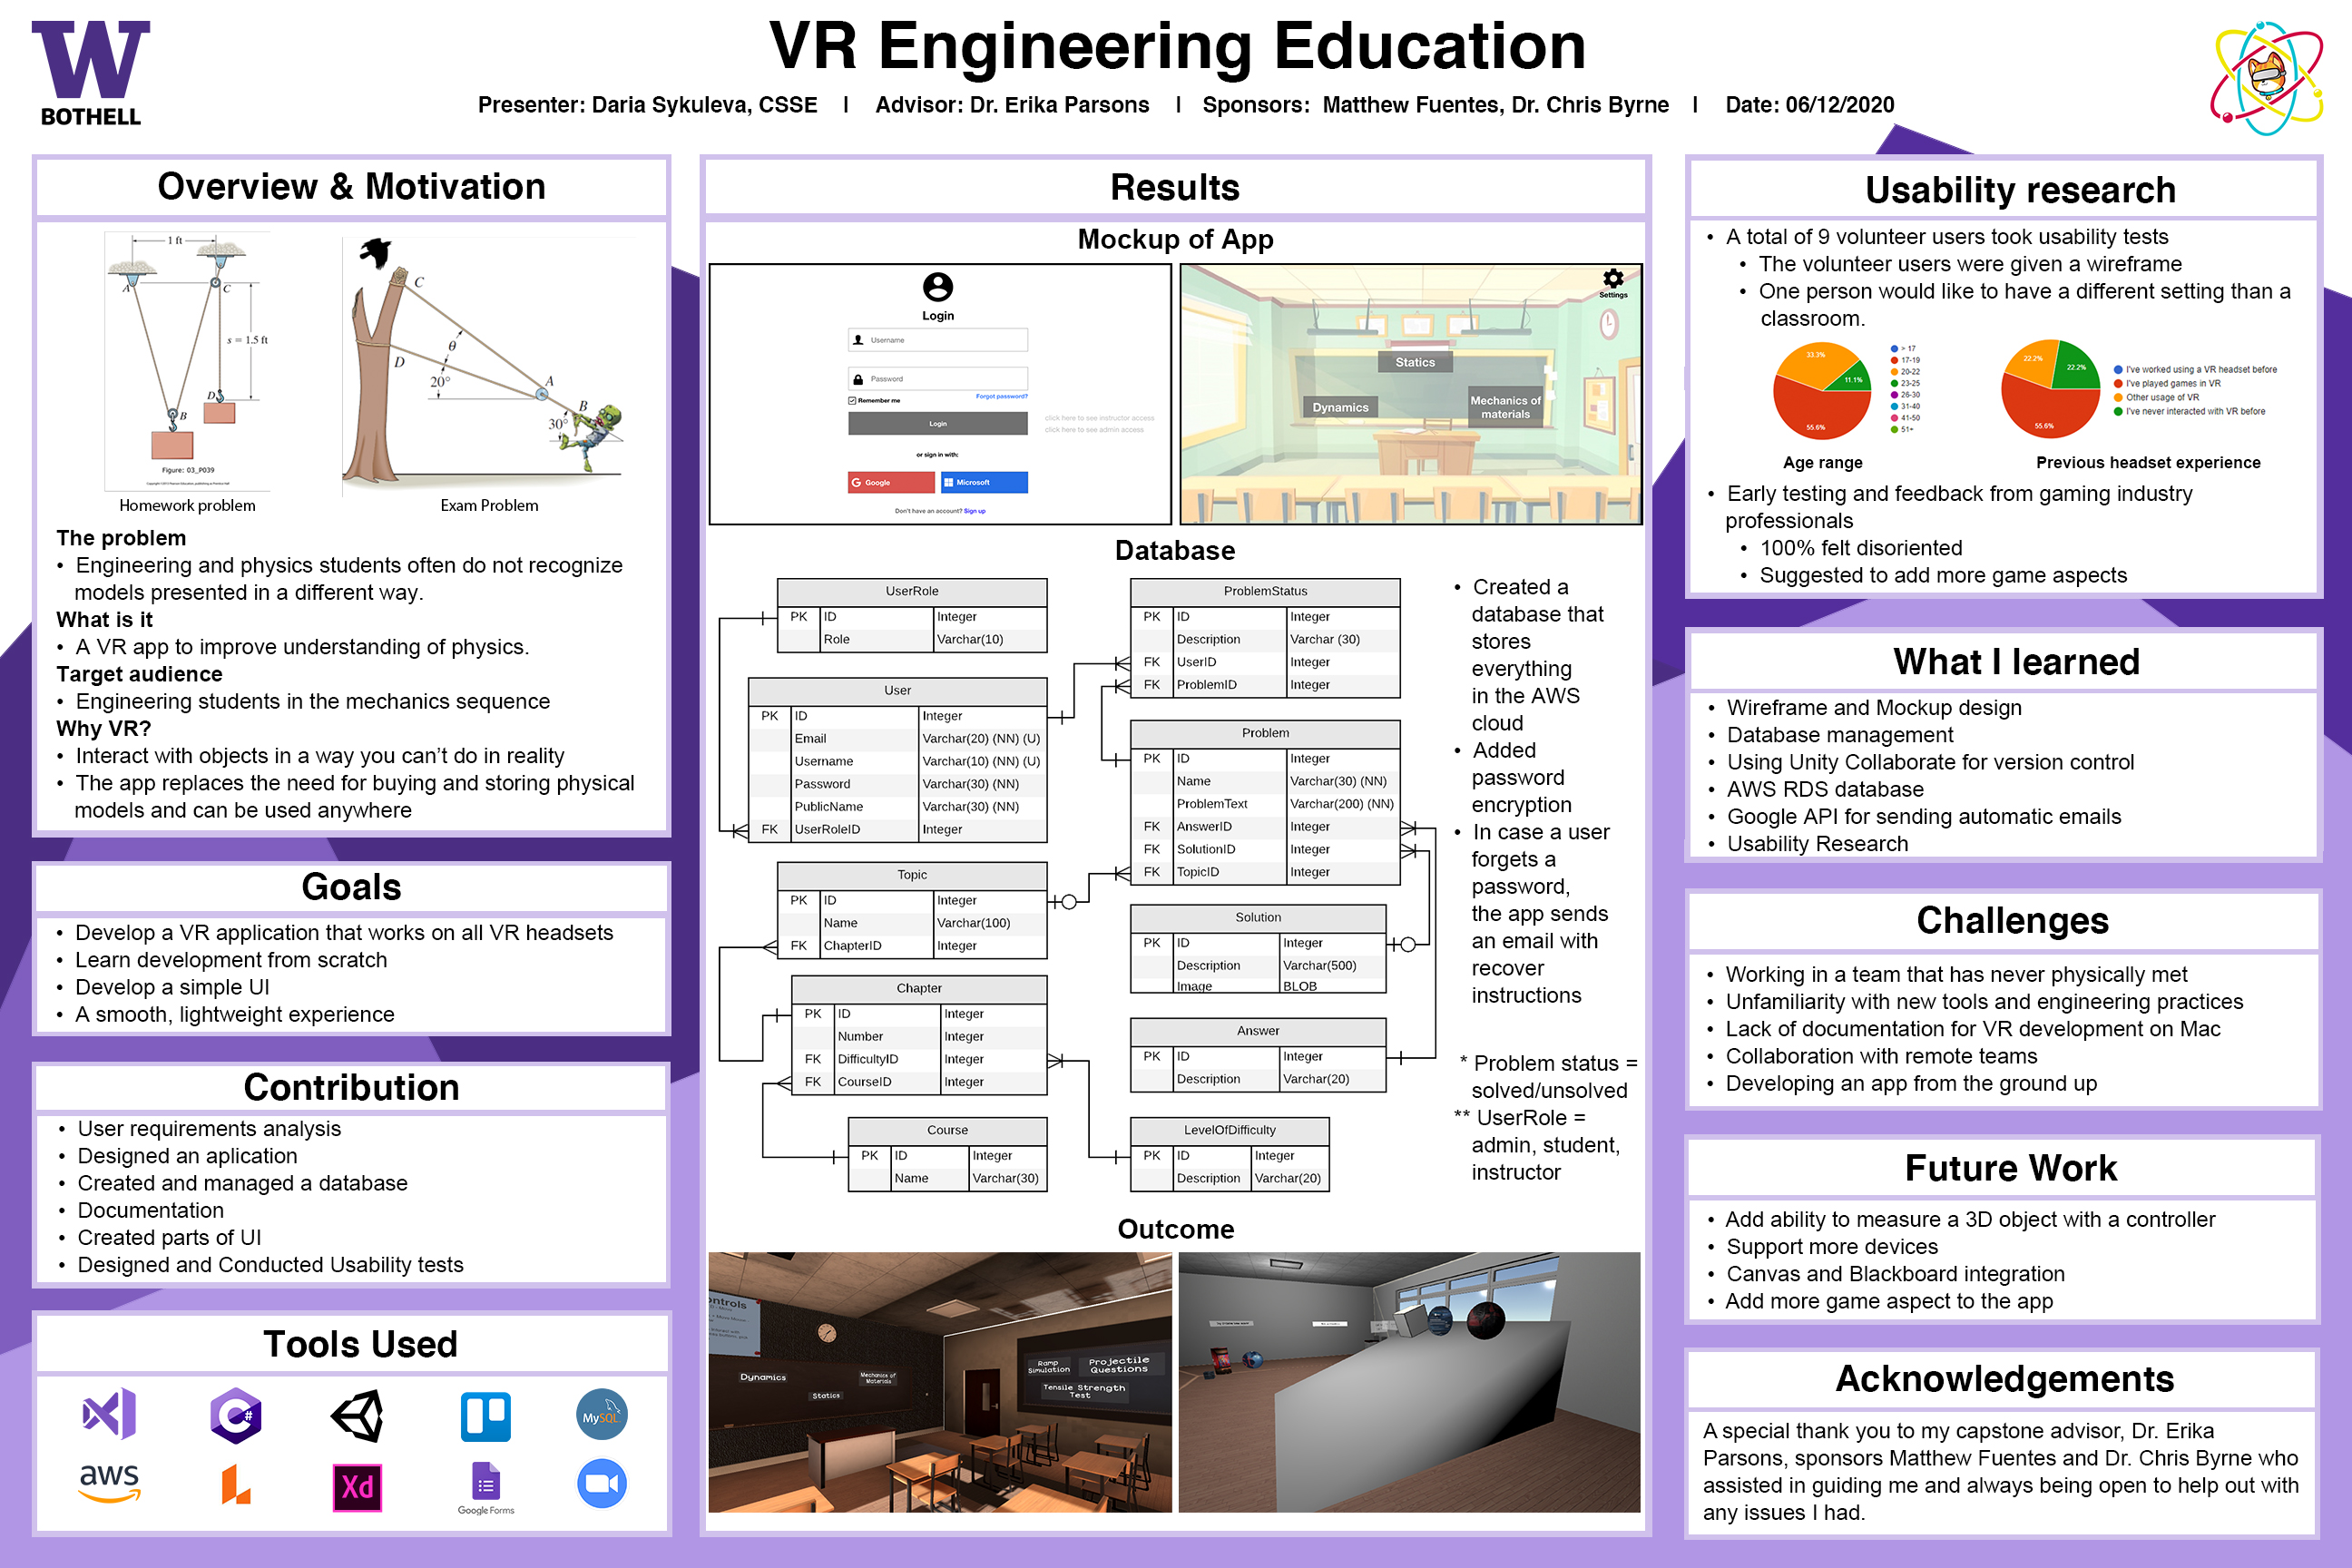 W
BOTHELL
VR Engineering Education
Presenter: Daria Sykuleva, CSSE | Advisor: Dr. Erika Parsons | Sponsors: Matthew Fuentes, Dr. Chris Byrne | Date: 06/12/2020
Overview & Motivation
1 ft
A
C
s = 1.5 ft
D
B
Figure: 03_P039
Homework problem
C
θ
D
20°
A
B
30°
Exam Problem
The problem
• Engineering and physics students often do not recognize
models presented in a different way.
What is it
• A VR app to improve understanding of physics.
Target audience
• Engineering students in the mechanics sequence
Why VR?
• Interact with objects in a way you can't do in reality
• The app replaces the need for buying and storing physical
models and can be used anywhere
Goals
• Develop a VR application that works on all VR headsets
• Learn development from scratch
• Develop a simple UI
• A smooth, lightweight experience
Contribution
• User requirements analysis
• Designed an aplication
• Created and managed a database
• Documentation
• Created parts of UI
• Designed and Conducted Usability tests
Tools Used
C#
MySQL
aws
Xd
Google Forms
Results
Mockup of App
Login
Username
Password
Remember me
Forgot password?
Login
click here to see instructor access
click here to see admin access
or sign in with:
G Google
Microsoft
Don't have an account? Sign up
Settings
Statics
Dynamics
Mechanics of
materials
Database
UserRole
PK ID Integer
Role Varchar(10)
User
PK ID Integer
Email Varchar(20) (NN) (U)
Username Varchar(10) (NN) (U)
Password Varchar(30) (NN)
PublicName Varchar(30) (NN)
FK UserRoleID Integer
Topic
PK ID Integer
Name Varchar(100)
FK ChapterID Integer
Chapter
PK ID Integer
Number Integer
FK DifficultyID Integer
FK CourseID Integer
Course
PK ID Integer
Name Varchar(30)
ProblemStatus
PK ID Integer
Description Varchar (30)
FK UserID Integer
FK ProblemID Integer
Problem
PK ID Integer
Name Varchar(30) (NN)
ProblemText Varchar(200) (NN)
FK AnswerID Integer
FK SolutionID Integer
FK TopicID Integer
Solution
PK ID Integer
Description Varchar(500)
Image BLOB
Answer
PK ID Integer
Description Varchar(20)
LevelOfDifficulty
PK ID Integer
Description Varchar(20)
• Created a
database that
stores
everything
in the AWS
cloud
• Added
password
encryption
• In case a user
forgets a
password,
the app sends
an email with
recover
instructions
* Problem status =
solved/unsolved
** UserRole =
admin, student,
instructor
Outcome
Dynamics
Statics
Mechanics of
Materials
Ramp
Simulation
Projectile
Questions
Tensile Strength
Test
Usability research
• A total of 9 volunteer users took usability tests
• The volunteer users were given a wireframe
• One person would like to have a different setting than a
classroom.
33.3%
11.1%
55.6%
> 17
17-19
20-22
23-25
26-30
31-40
41-50
51+
Age range
22.2%
22.2%
55.6%
I've worked using a VR headset before
I've played games in VR
Other usage of VR
I've never interacted with VR before
Previous headset experience
• Early testing and feedback from gaming industry
professionals
• 100% felt disoriented
• Suggested to add more game aspects
What I learned
• Wireframe and Mockup design
• Database management
• Using Unity Collaborate for version control
• AWS RDS database
• Google API for sending automatic emails
• Usability Research
Challenges
• Working in a team that has never physically met
• Unfamiliarity with new tools and engineering practices
• Lack of documentation for VR development on Mac
• Collaboration with remote teams
• Developing an app from the ground up
Future Work
• Add ability to measure a 3D object with a controller
• Support more devices
• Canvas and Blackboard integration
• Add more game aspect to the app
Acknowledgements
A special thank you to my capstone advisor, Dr. Erika
Parsons, sponsors Matthew Fuentes and Dr. Chris Byrne who
assisted in guiding me and always being open to help out with
any issues I had.